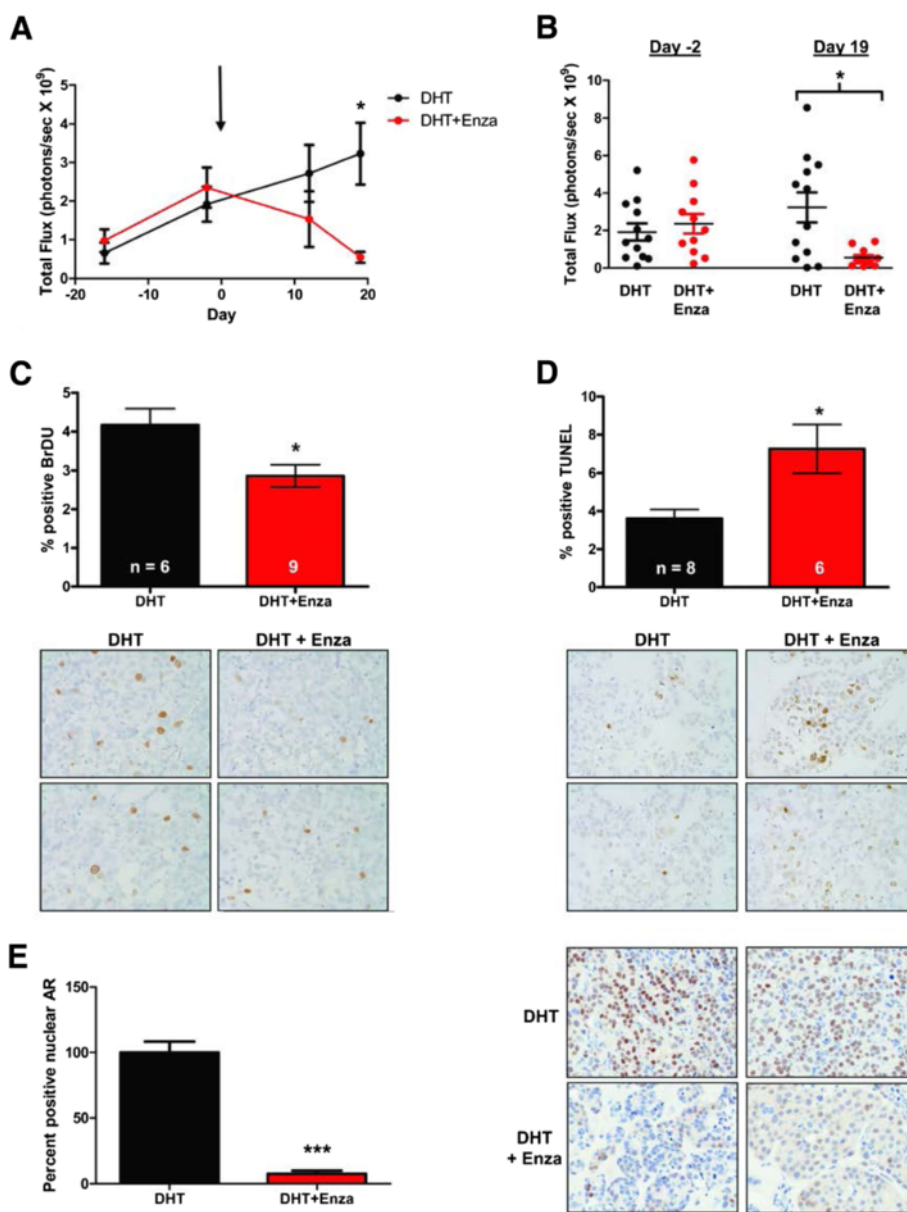 A
Total Flux (photons/sec X 10⁹)
5
4
3
2
1
0
-20
-10
0
10
20
Day
*
DHT
DHT+Enza
B
Day -2
Day 19
Total Flux (photons/sec X 10⁹)
10
8
6
4
2
0
*
DHT
DHT+
Enza
DHT
DHT+
Enza
C
% positive BrDU
5
4
3
2
1
0
*
n = 6
9
DHT
DHT+Enza
DHT
DHT + Enza
D
% positive TUNEL
10
8
6
4
2
0
*
n = 8
6
DHT
DHT+Enza
DHT
DHT + Enza
E
Percent positive nuclear AR
150
100
50
0
***
DHT
DHT+Enza
DHT
DHT
+ Enza